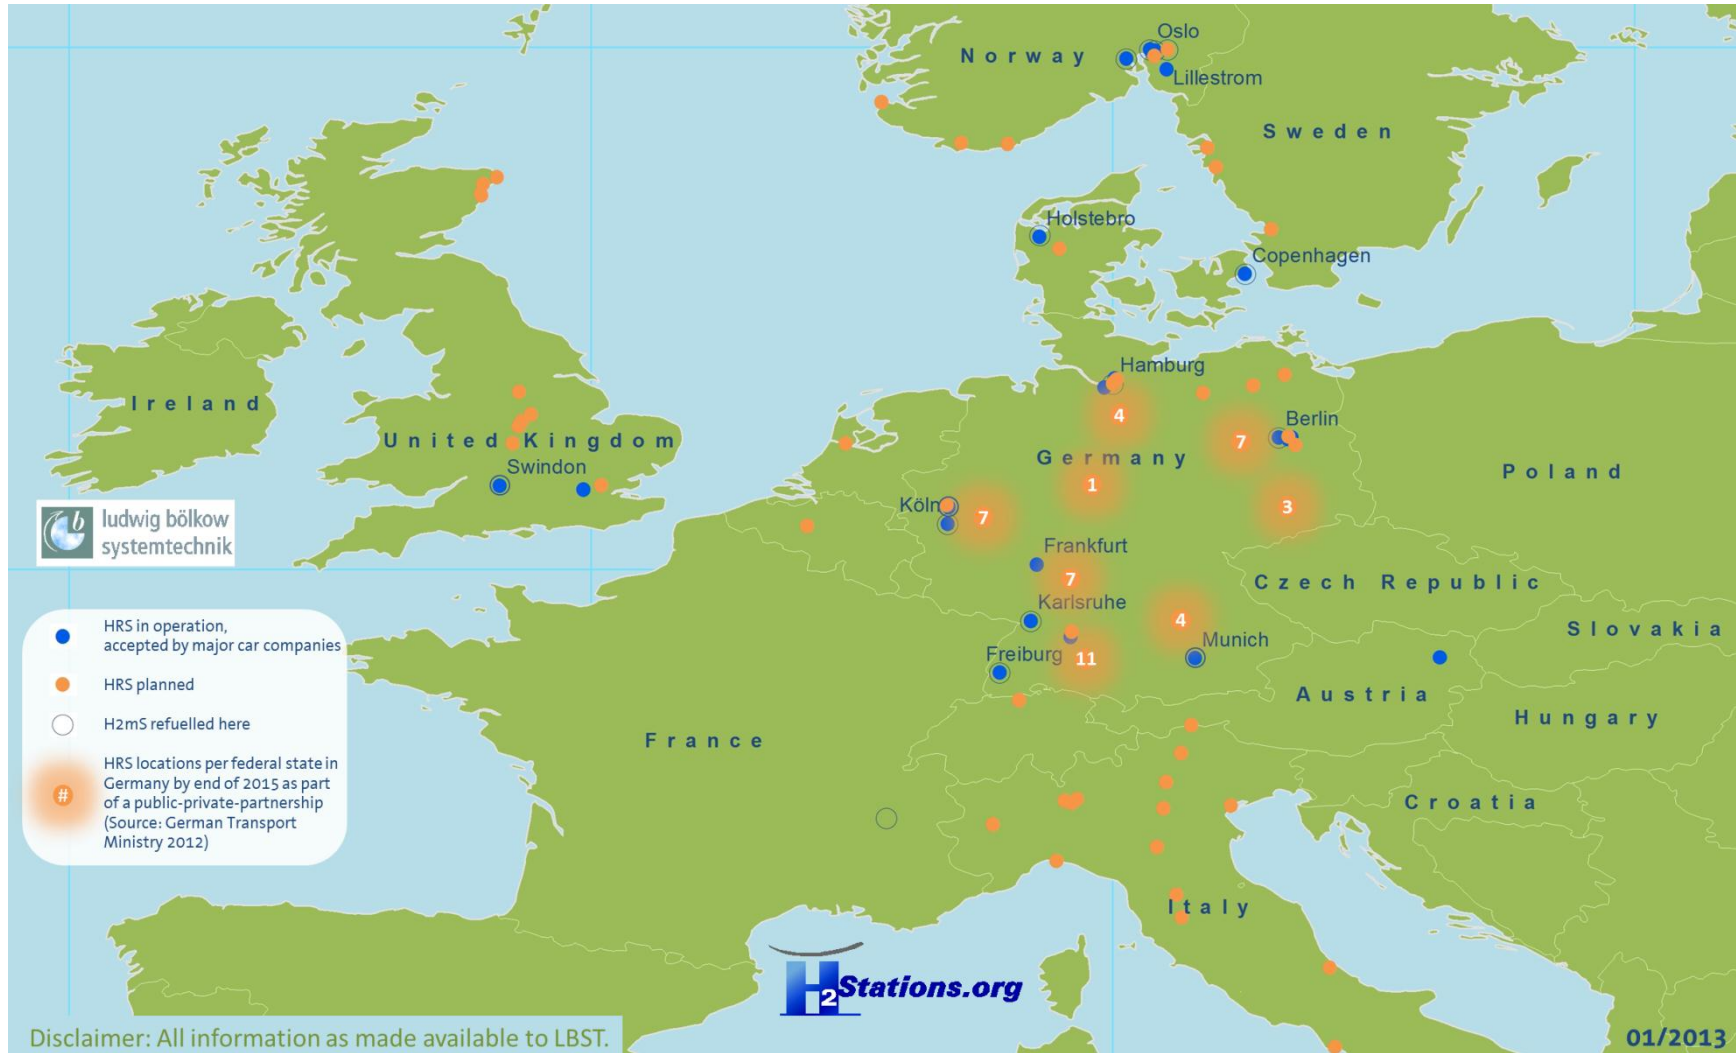 Oslo
Norway
Lillestrom
Sweden
Holstebro
Copenhagen
Hamburg
Ireland
4
Berlin
United Kingdom
7
Germany
Swindon
Poland
1
Köln
7
3
b
ludwig bölkow
systemtechnik
Frankfurt
7
Czech Republic
Karlsruhe
4
Slovakia
Munich
Freiburg
11
Austria
Hungary
France
HRS in operation,
accepted by major car companies
HRS planned
H2mS refuelled here
#
HRS locations per federal state in
Germany by end of 2015 as part
of a public-private-partnership
(Source: German Transport
Ministry 2012)
Croatia
Italy
H2Stations.org
Disclaimer: All information as made available to LBST.
01/2013